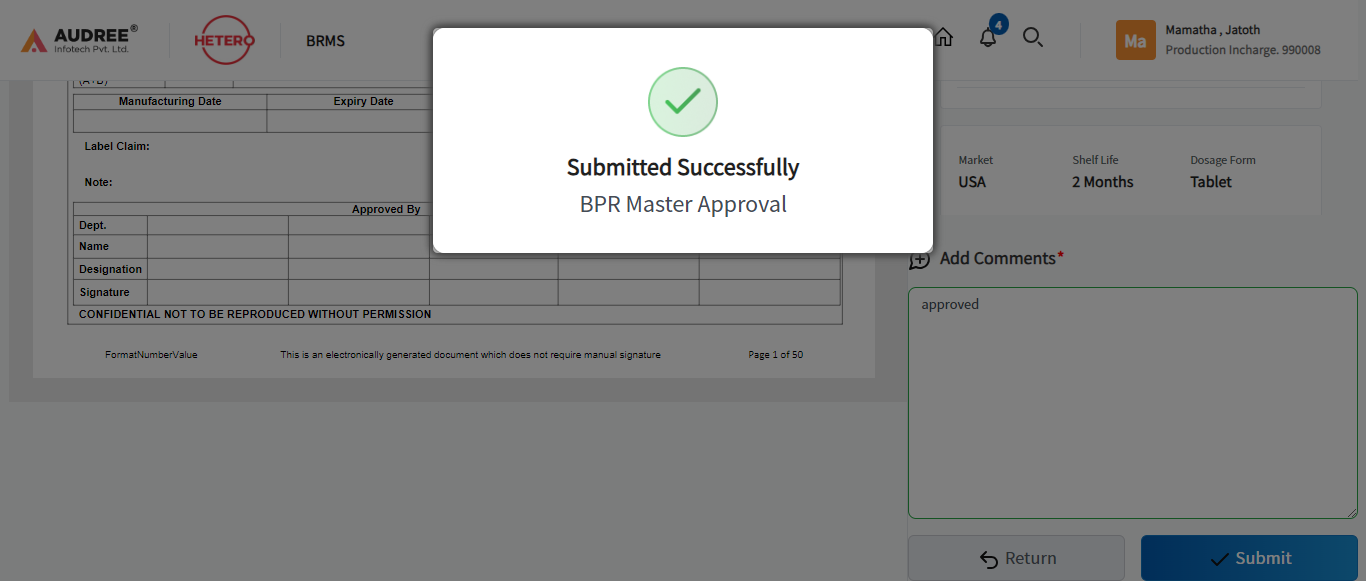 AUDREE®
Infotech Pvt. Ltd.
HETERO
BRMS
4
Ma
Mamatha , Jatoth
Production Incharge. 990008
(A+B)
Manufacturing Date Expiry Date
Label Claim:
Note:
Approved By
Dept.
Name
Designation
Signature
CONFIDENTIAL NOT TO BE REPRODUCED WITHOUT PERMISSION
FormatNumberValue This is an electronically generated document which does not require manual signature Page 1 of 50
Submitted Successfully
BPR Master Approval
Market Shelf Life Dosage Form
USA 2 Months Tablet
Add Comments*
approved
Return Submit